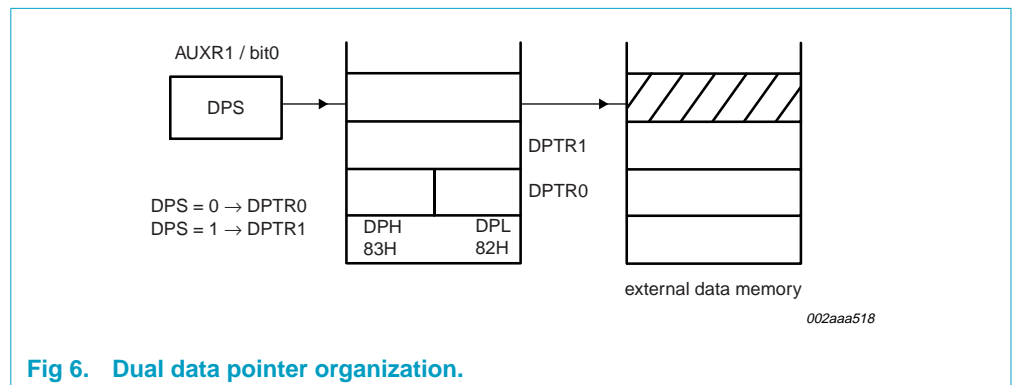 AUXR1 / bit0
DPS
DPTR1
DPTR0
DPS = 0 → DPTR0
DPS = 1 → DPTR1
DPH DPL
83H 82H
external data memory
002aaa518
Fig 6. Dual data pointer organization.